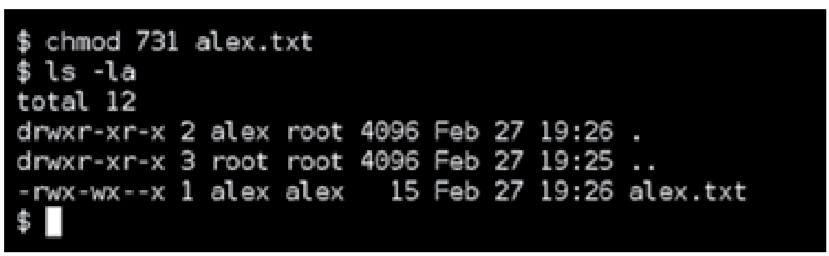 $ chmod 731 alex.txt
$ ls -la
total 12
drwxr-xr-x 2 alex root 4096 Feb 27 19:26 .
drwxr-xr-x 3 root root 4096 Feb 27 19:25 ..
-rwx-wx--x 1 alex alex   15 Feb 27 19:26 alex.txt
$